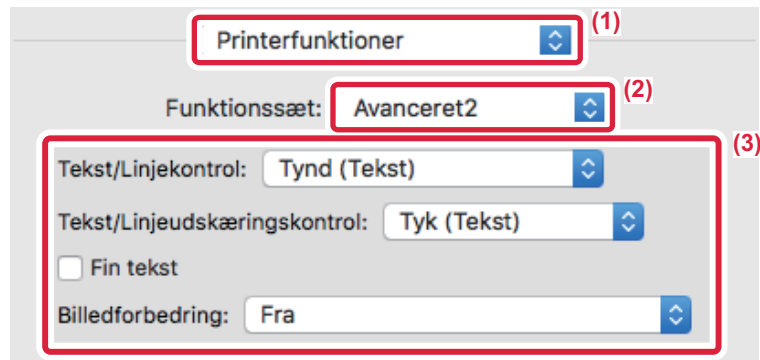 Printerfunktioner (1)
Funktionssæt: Avanceret2 (2)
(3)
Tekst/Linjekontrol: Tynd (Tekst)
Tekst/Linjeudskæringskontrol: Tyk (Tekst)
Fin tekst
Billedforbedring: Fra